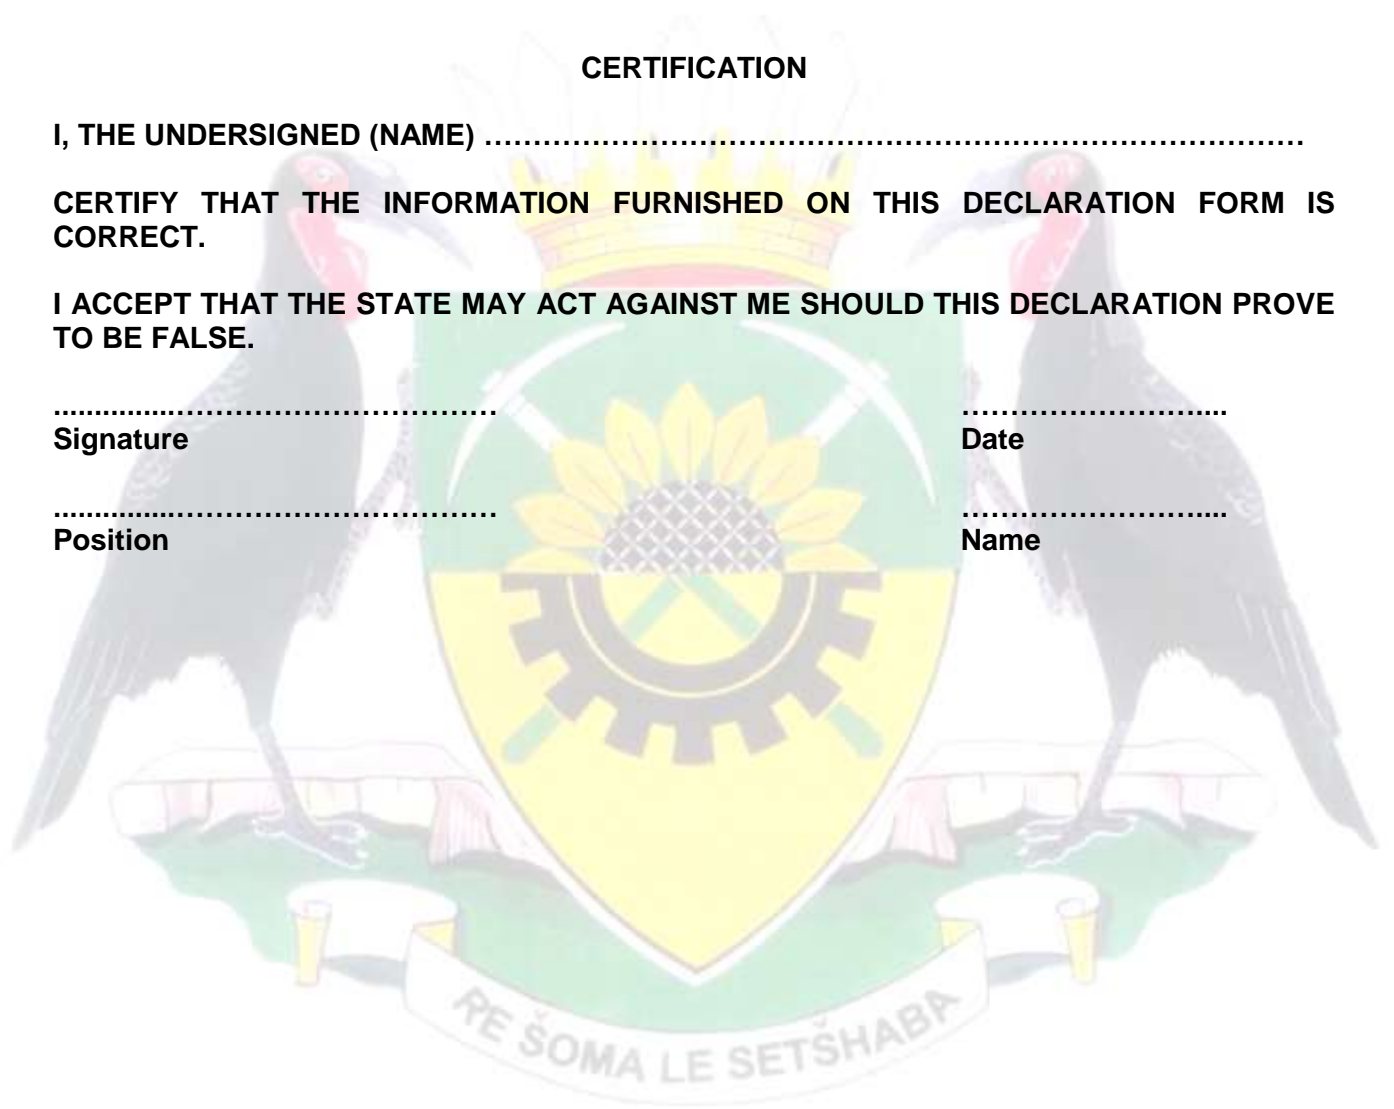 CERTIFICATION
I, THE UNDERSIGNED (NAME) ……………………………………………………………………………
CERTIFY THAT THE INFORMATION FURNISHED ON THIS DECLARATION FORM IS
CORRECT.
I ACCEPT THAT THE STATE MAY ACT AGAINST ME SHOULD THIS DECLARATION PROVE
TO BE FALSE.
...............…………………………… ……………………....
Signature Date
...............…………………………… ……………………....
Position Name
RE ŠOMA LE SETŠHABA